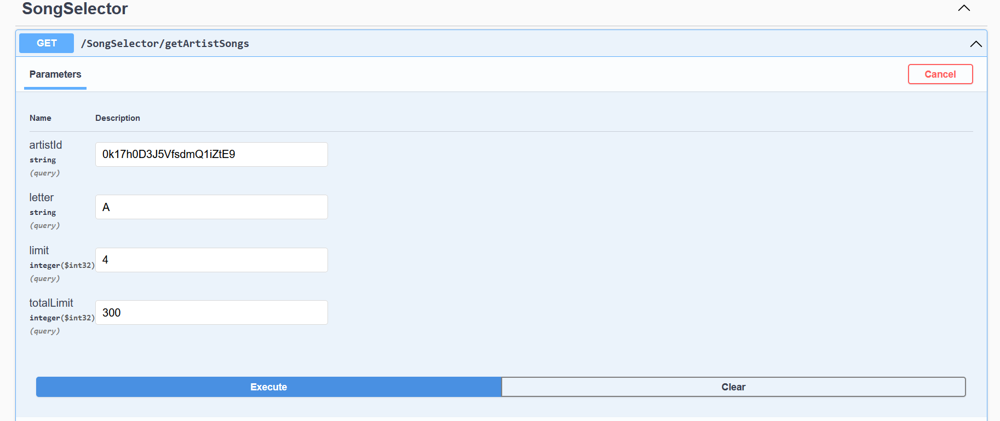 SongSelector
GET /SongSelector/getArtistSongs
Parameters
Cancel
Name Description
artistId
string
(query)
0k17h0D3J5VfsdmQ1iZtE9
letter
string
(query)
A
limit
integer($int32)
(query)
4
totalLimit
integer($int32)
(query)
300
Execute Clear